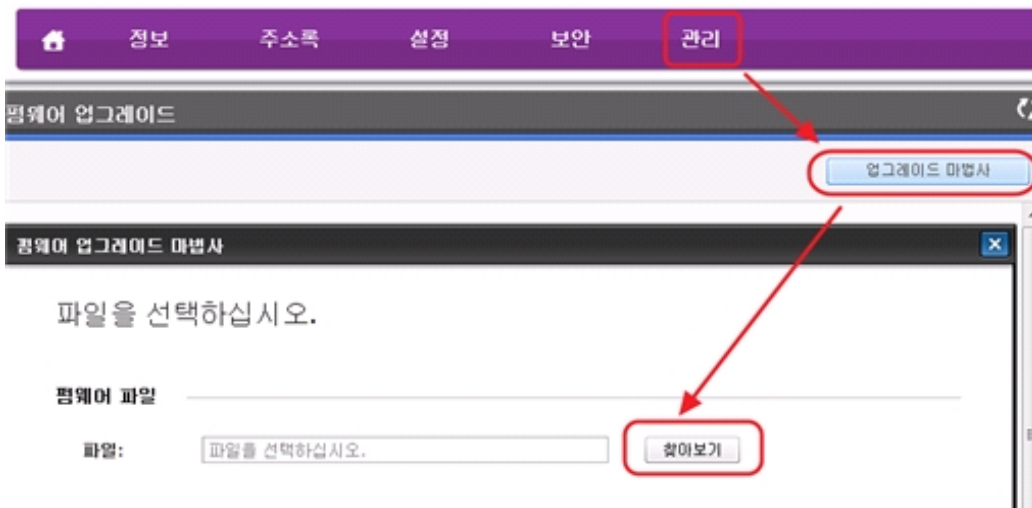 정보 주소록 설정 보안 관리
펌웨어 업그레이드
업그레이드 마법사
펌웨어 업그레이드 마법사
파일을 선택하십시오.
펌웨어 파일
파일: 파일을 선택하십시오. 찾아보기